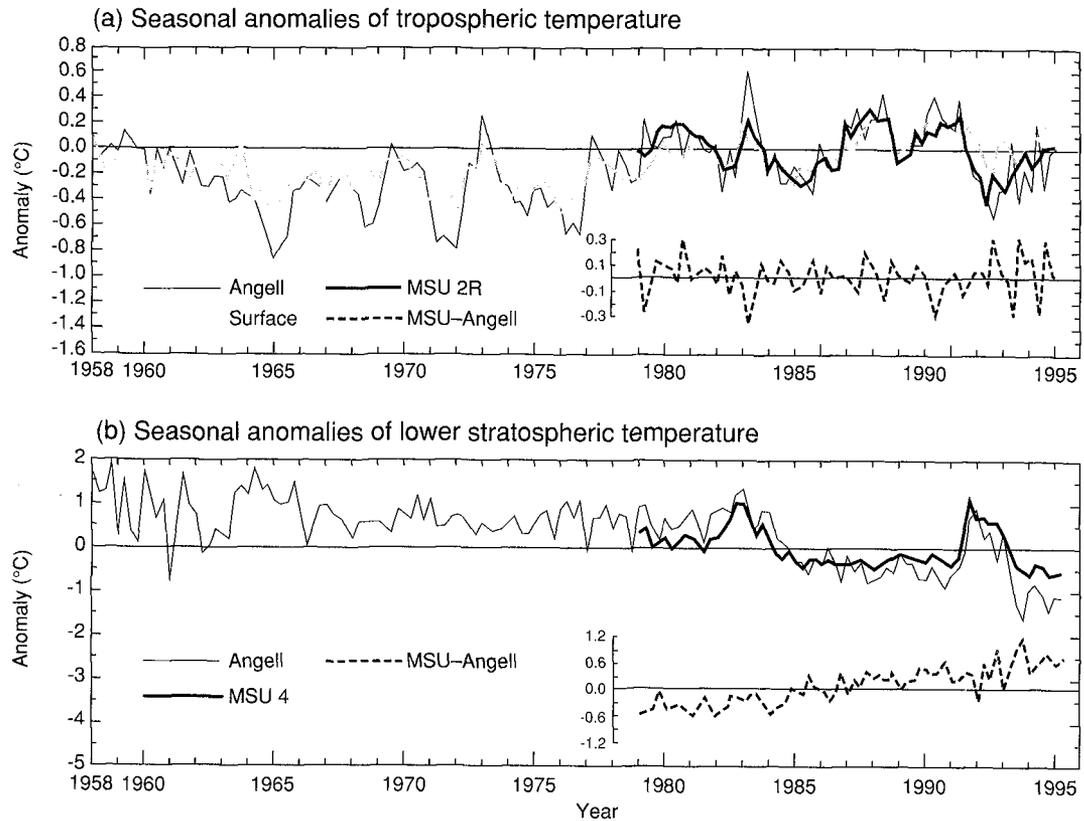 (a) Seasonal anomalies of tropospheric temperature
0.8
0.6
0.4
0.2
0.0
-0.2
-0.4
-0.6
-0.8
-1.0
-1.2
-1.4
-1.6
Anomaly (°C)
0.3
0.1
-0.1
-0.3
Angell MSU 2R
Surface MSU–Angell
1958 1960 1965 1970 1975 1980 1985 1990 1995
(b) Seasonal anomalies of lower stratospheric temperature
2
1
0
-1
-2
-3
-4
-5
Anomaly (°C)
1.2
0.6
0.0
-0.6
-1.2
Angell MSU–Angell
MSU 4
1958 1960 1965 1970 1975 1980 1985 1990 1995
Year